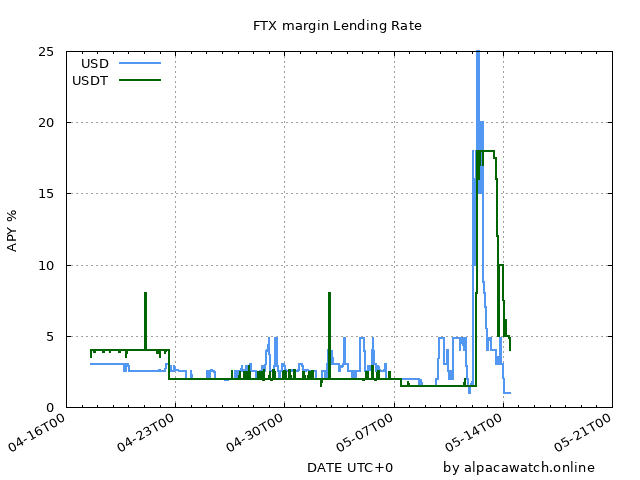 FTX margin Lending Rate
USD
USDT
25
20
15
10
5
0
APY %
04-16T00
04-23T00
04-30T00
05-07T00
05-14T00
05-21T00
DATE UTC+0
by alpacawatch.online